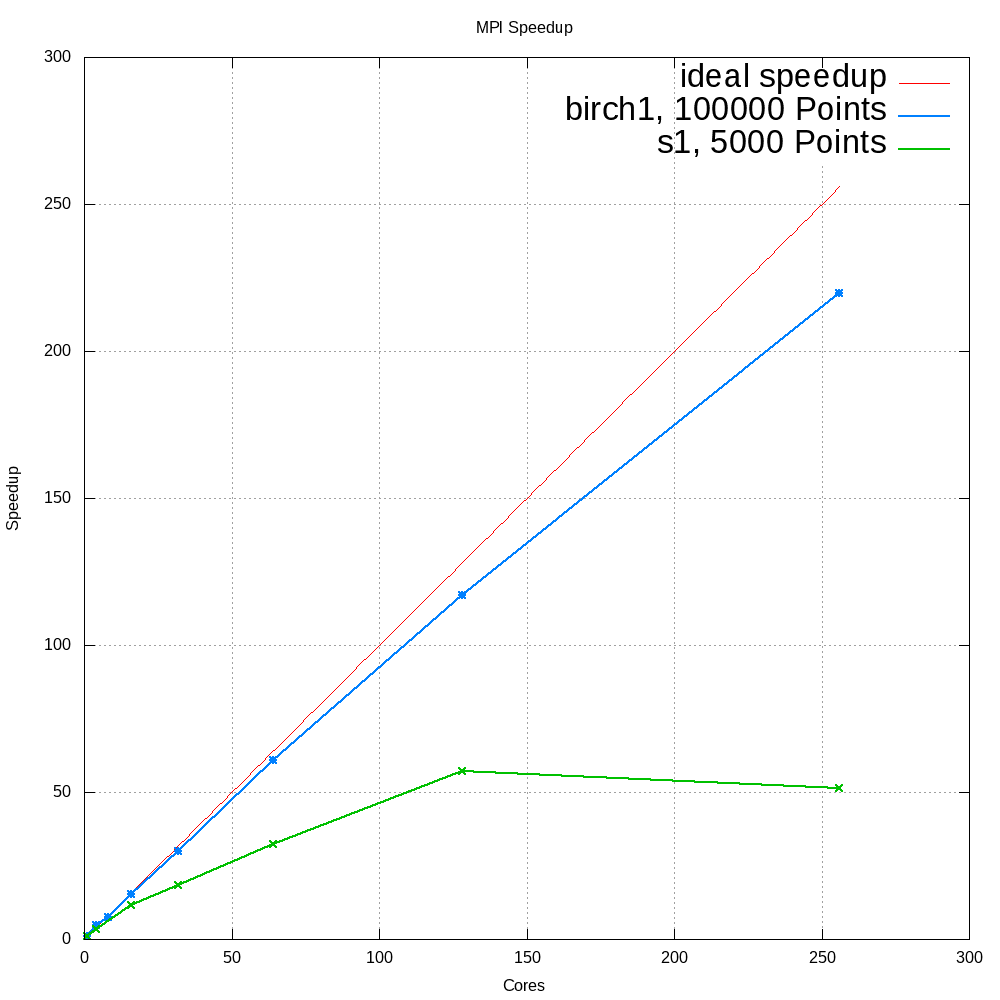 MPI Speedup
ideal speedup
birch1, 100000 Points
s1, 5000 Points
300
250
200
150
100
50
0
Speedup
0 50 100 150 200 250 300
Cores